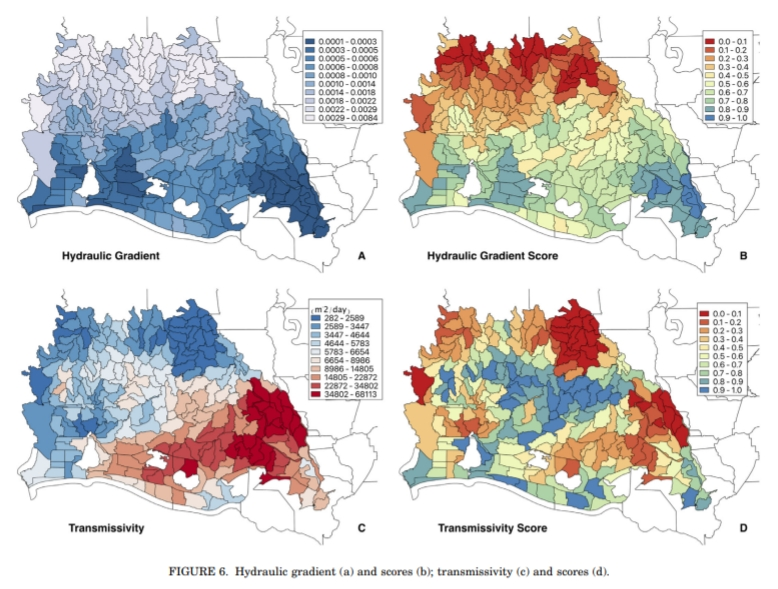 0.0001 - 0.0003
0.0003 - 0.0005
0.0005 - 0.0006
0.0006 - 0.0008
0.0008 - 0.0010
0.0010 - 0.0014
0.0014 - 0.0018
0.0018 - 0.0022
0.0022 - 0.0029
0.0029 - 0.0084
Hydraulic Gradient
A
0.0 - 0.1
0.1 - 0.2
0.2 - 0.3
0.3 - 0.4
0.4 - 0.5
0.5 - 0.6
0.6 - 0.7
0.7 - 0.8
0.8 - 0.9
0.9 - 1.0
Hydraulic Gradient Score
B
(m2/day)
282 - 2589
2589 - 3447
3447 - 4644
4644 - 5783
5783 - 6654
6654 - 8986
8986 - 14805
14805 - 22872
22872 - 34802
34802 - 68113
Transmissivity
C
0.0 - 0.1
0.1 - 0.2
0.2 - 0.3
0.3 - 0.4
0.4 - 0.5
0.5 - 0.6
0.6 - 0.7
0.7 - 0.8
0.8 - 0.9
0.9 - 1.0
Transmissivity Score
D
FIGURE 6. Hydraulic gradient (a) and scores (b); transmissivity (c) and scores (d).